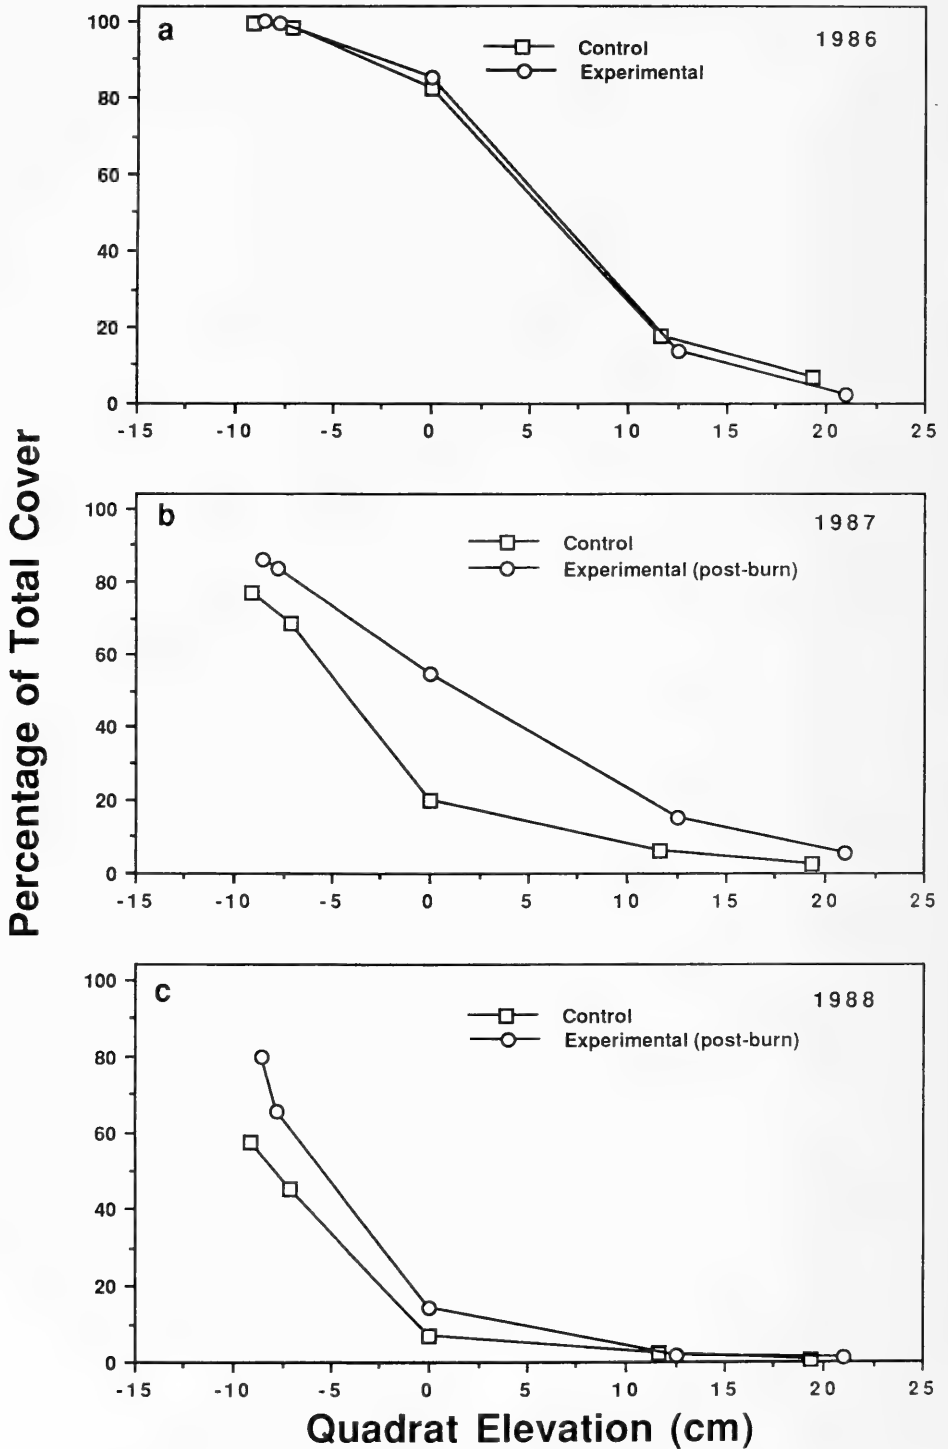 Percentage of Total Cover
a
1986
Control
Experimental
100
80
60
40
20
0
-15 -10 -5 0 5 10 15 20 25
b
1987
Control
Experimental (post-burn)
100
80
60
40
20
0
-15 -10 -5 0 5 10 15 20 25
c
1988
Control
Experimental (post-burn)
100
80
60
40
20
0
-15 -10 -5 0 5 10 15 20 25
Quadrat Elevation (cm)